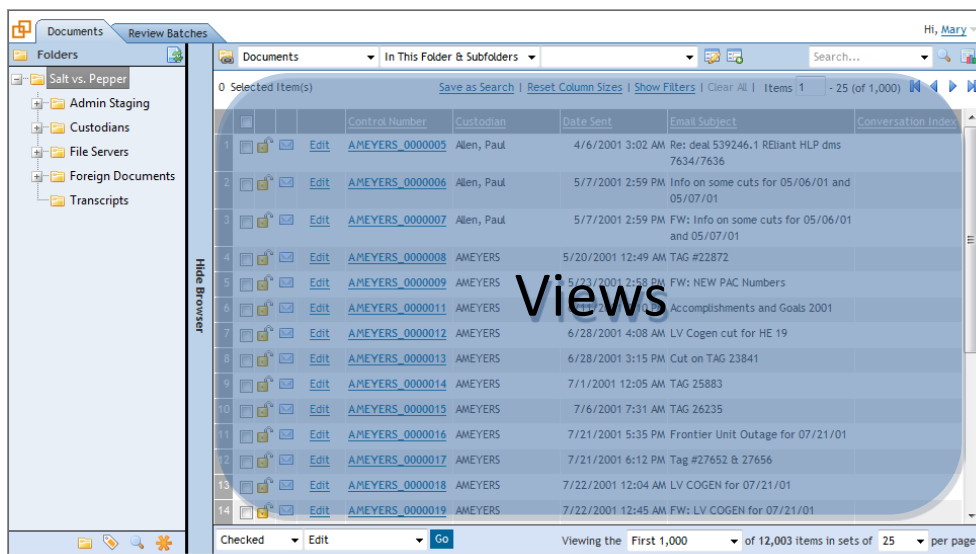 Documents Review Batches Hi, Mary
Folders Documents In This Folder & Subfolders Search...
Salt vs. Pepper
Admin Staging
Custodians
File Servers
Foreign Documents
Transcripts
Hide Browser
0 Selected Item(s) Save as Search | Reset Column Sizes | Show Filters | Clear All | Items 1 - 25 (of 1,000)
Control Number Custodian Date Sent Email Subject Conversation Index
1 Edit AMEYERS_0000005 Allen, Paul 4/6/2001 3:02 AM Re: deal 539246.1 REliant HLP dms
7634/7636
2 Edit AMEYERS_0000006 Allen, Paul 5/7/2001 2:59 PM Info on some cuts for 05/06/01 and
05/07/01
3 Edit AMEYERS_0000007 Allen, Paul 5/7/2001 2:59 PM FW: Info on some cuts for 05/06/01
and 05/07/01
4 Edit AMEYERS_0000008 AMEYERS 5/20/2001 12:49 AM TAG #22872
5 Edit AMEYERS_0000009 AMEYERS 5/23/2001 2:58 PM FW: NEW PAC Numbers
Views
6 Edit AMEYERS_0000011 AMEYERS Accomplishments and Goals 2001
7 Edit AMEYERS_0000012 AMEYERS 6/28/2001 4:08 AM LV Cogen cut for HE 19
8 Edit AMEYERS_0000013 AMEYERS 6/28/2001 3:15 PM Cut on TAG 23841
9 Edit AMEYERS_0000014 AMEYERS 7/1/2001 12:05 AM TAG 25883
10 Edit AMEYERS_0000015 AMEYERS 7/6/2001 7:31 AM TAG 26235
11 Edit AMEYERS_0000016 AMEYERS 7/21/2001 5:35 PM Frontier Unit Outage for 07/21/01
12 Edit AMEYERS_0000017 AMEYERS 7/21/2001 6:12 PM Tag #27652 & 27656
13 Edit AMEYERS_0000018 AMEYERS 7/22/2001 12:04 AM LV COGEN for 07/21/01
14 Edit AMEYERS_0000019 AMEYERS 7/22/2001 12:45 AM FW: LV COGEN for 07/21/01
Checked Edit Go Viewing the First 1,000 of 12,003 items in sets of 25 per page